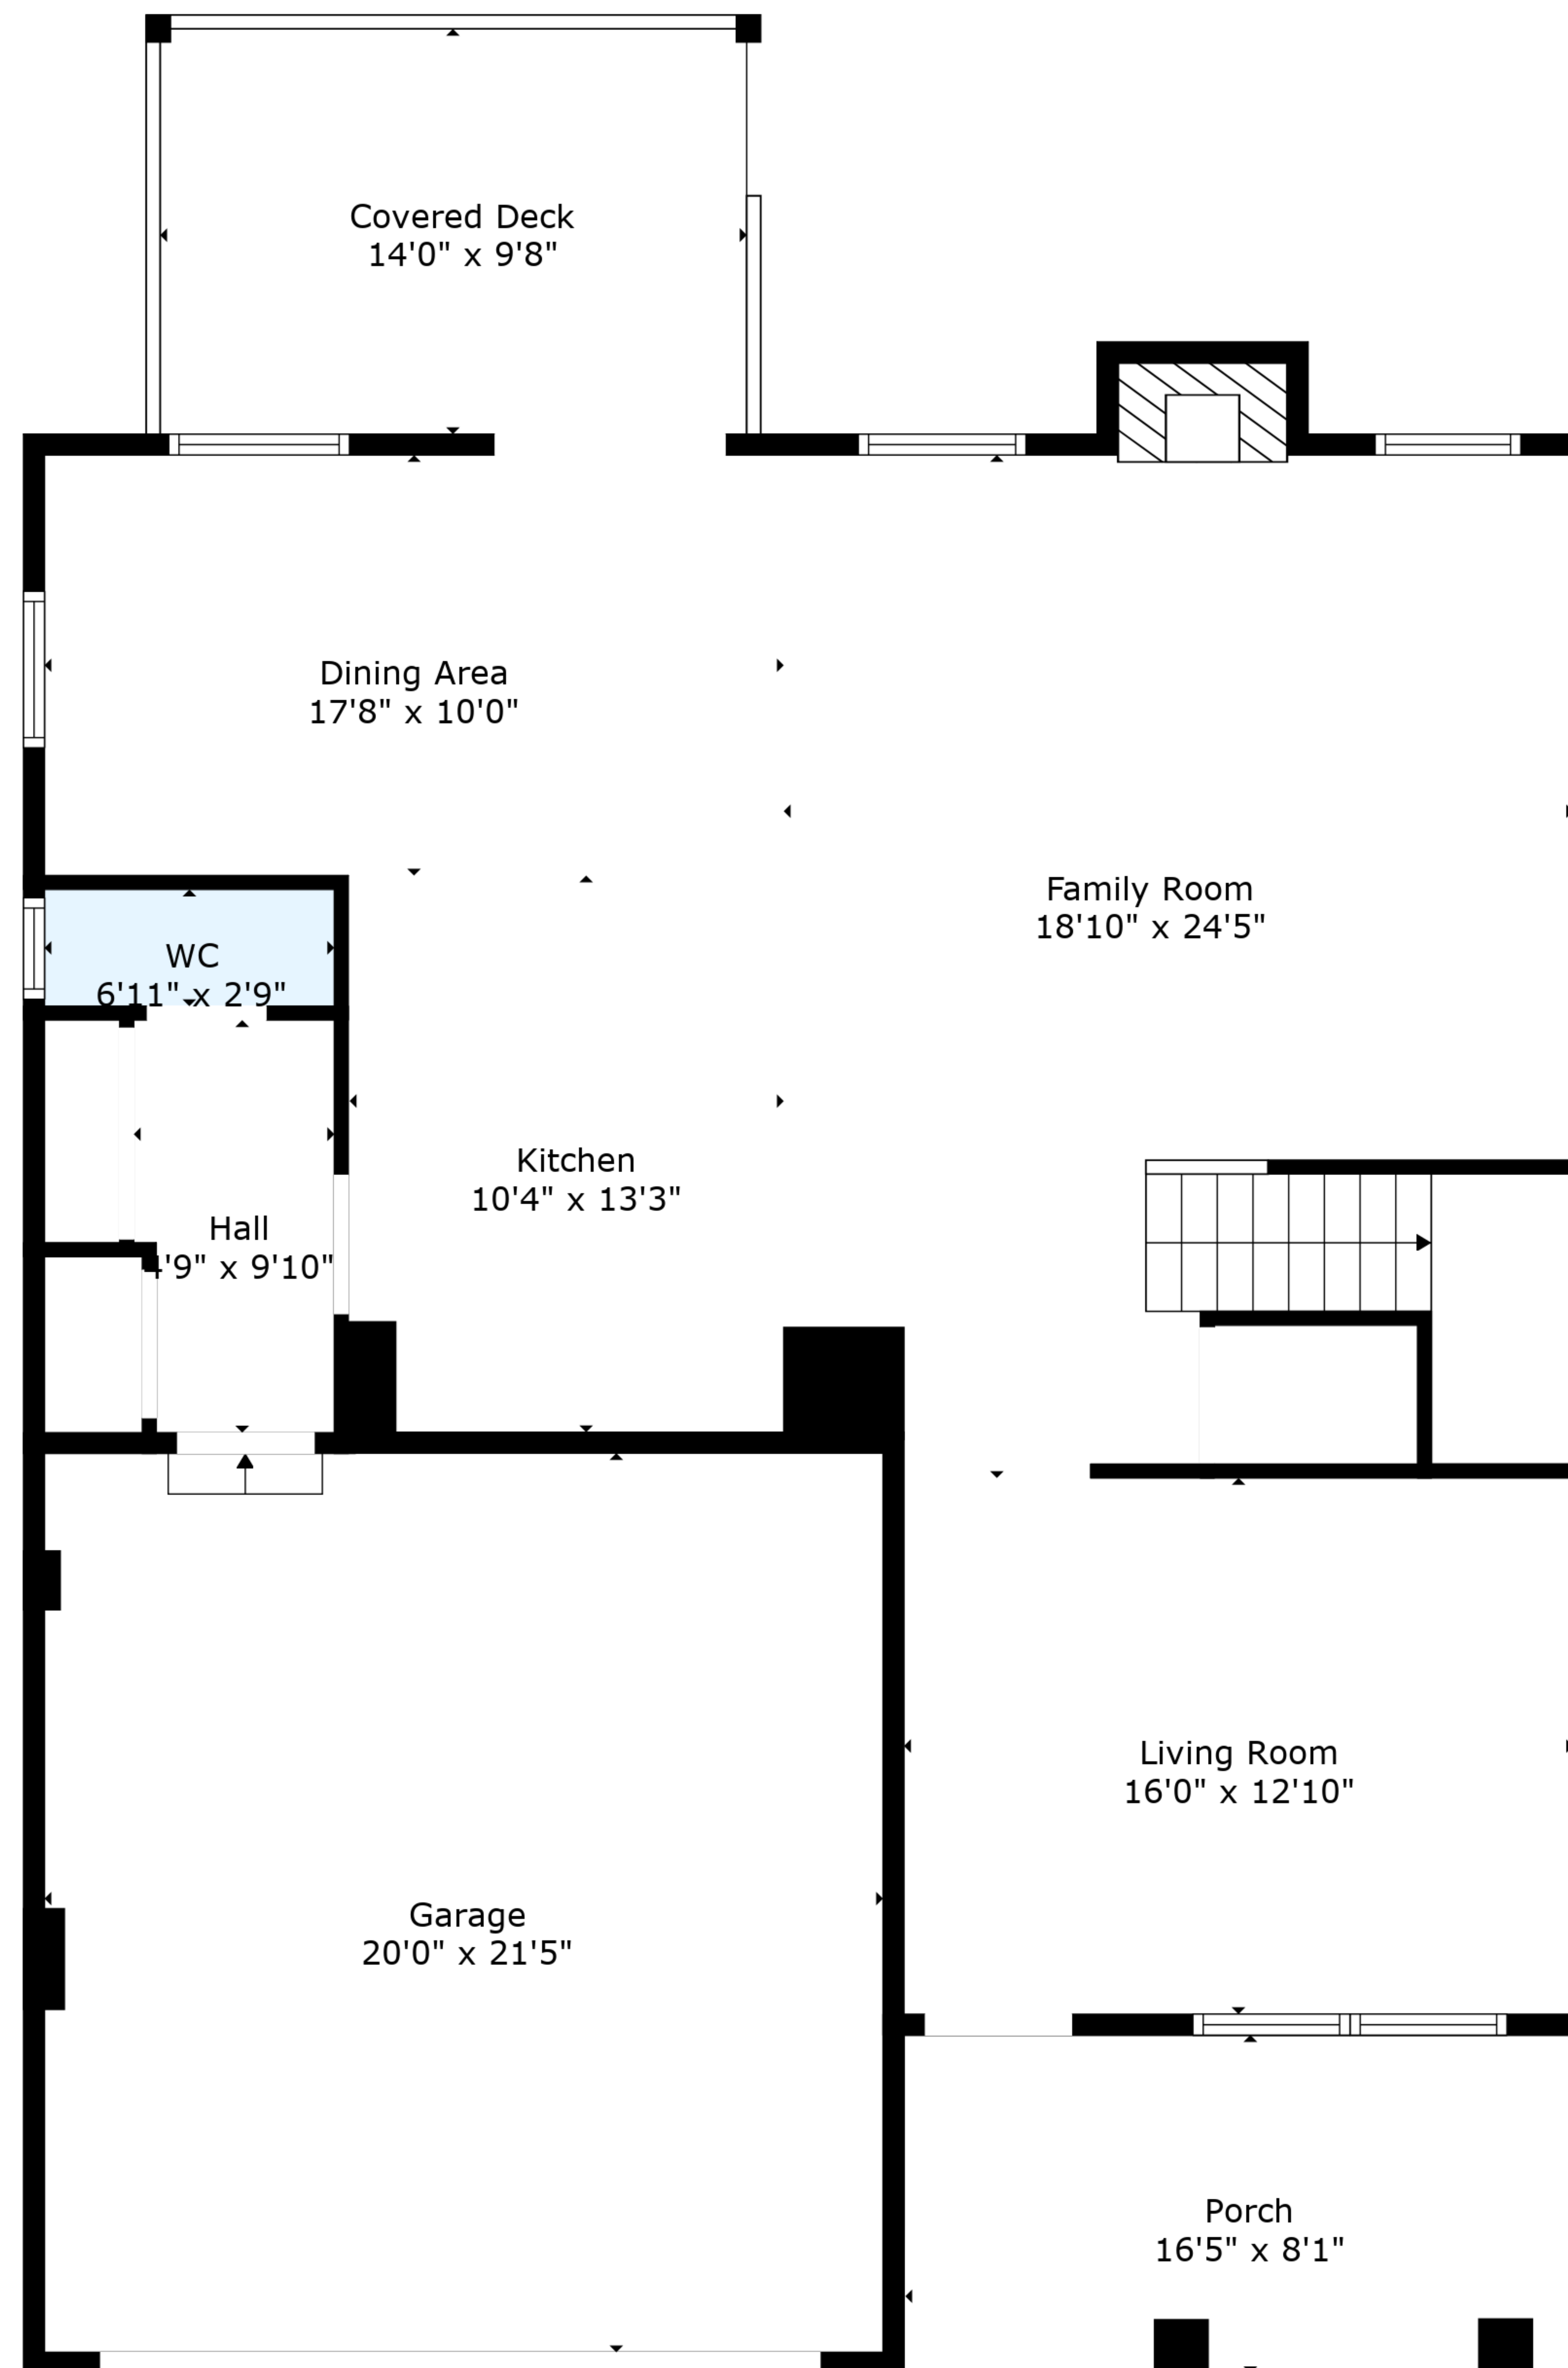 Covered Deck
14'0" x 9'8"
Dining Area
17'8" x 10'0"
Family Room
18'10" x 24'5"
WC
6'11" x 2'9"
Kitchen
10'4" x 13'3"
Hall
4'9" x 9'10"
Living Room
16'0" x 12'10"
Garage
20'0" x 21'5"
Porch
16'5" x 8'1"